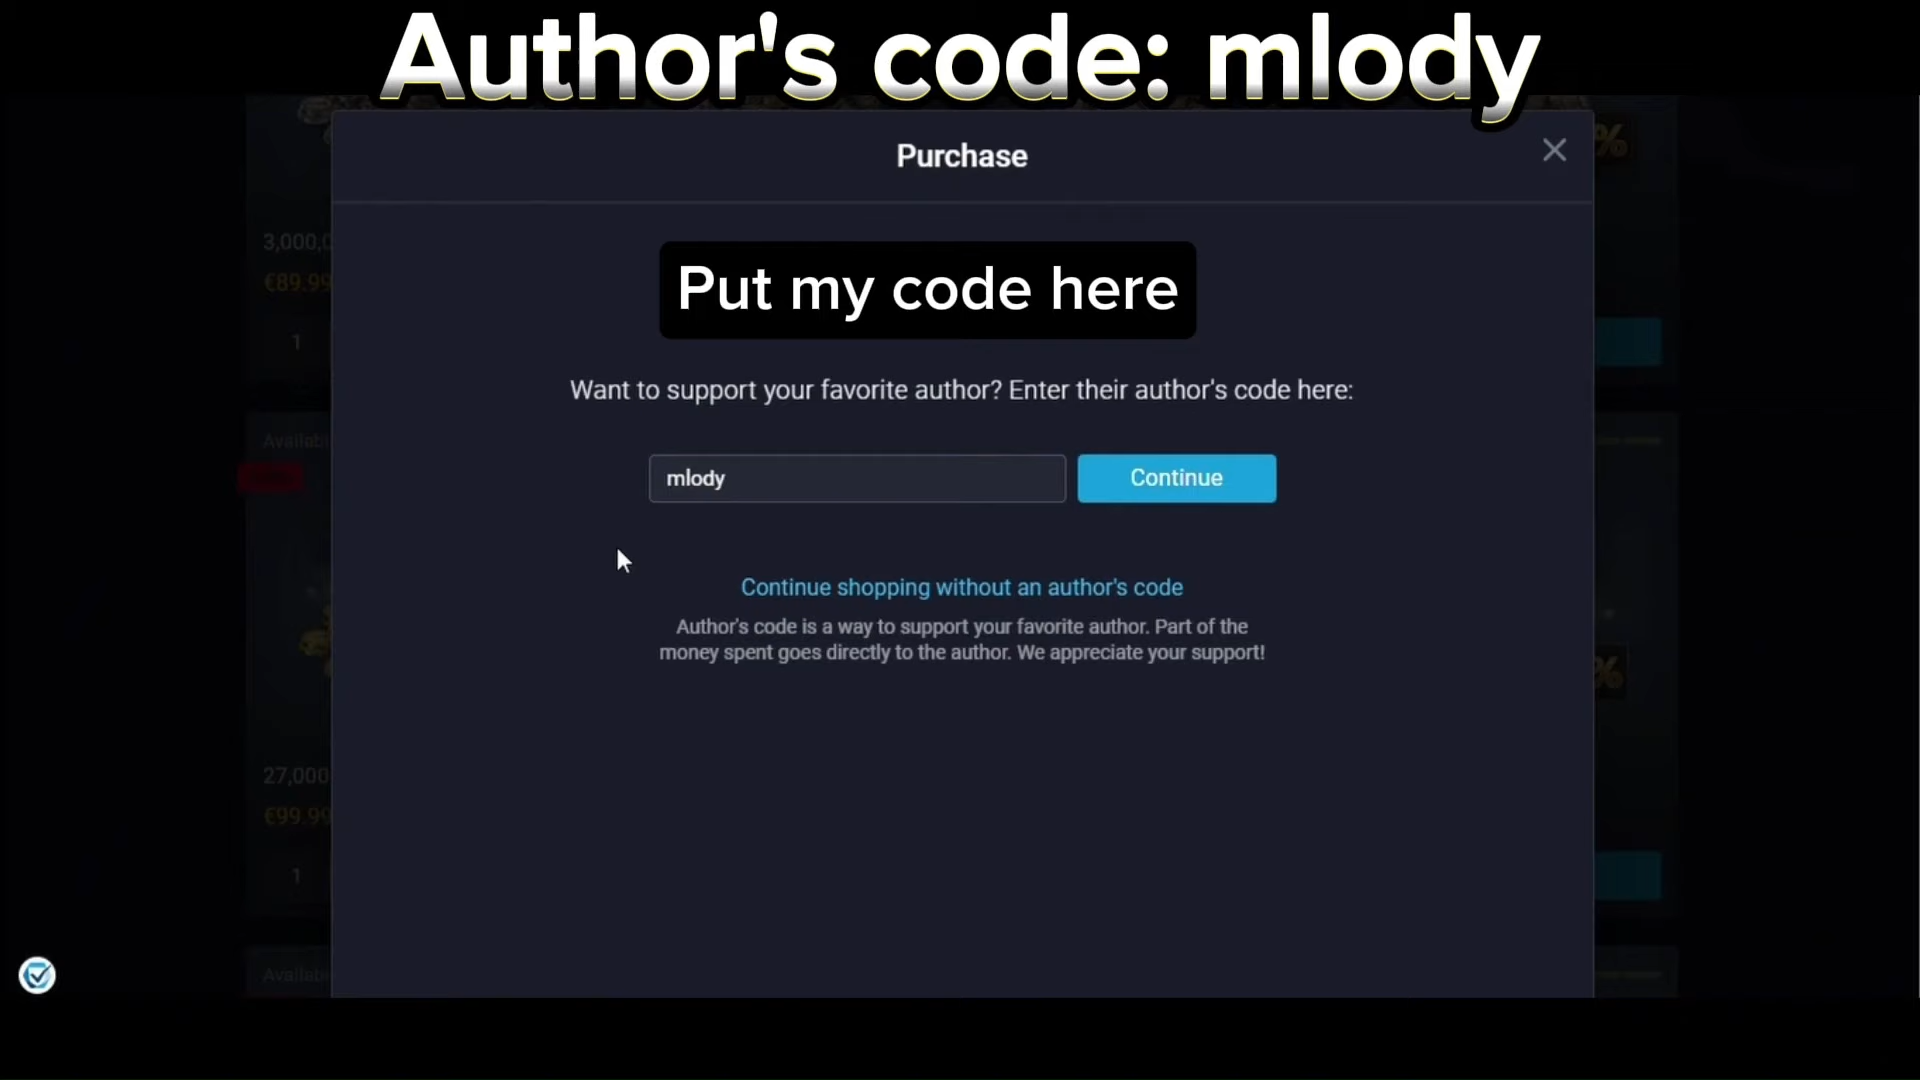 Author's code: mlody
Purchase
%
3,000,0
€89.99
Put my code here
1
Want to support your favorite author? Enter their author's code here:
Availab
mlody
Continue
Continue shopping without an author's code
Author's code is a way to support your favorite author. Part of the
money spent goes directly to the author. We appreciate your support!
%
27,000
€99.99
1
Availab